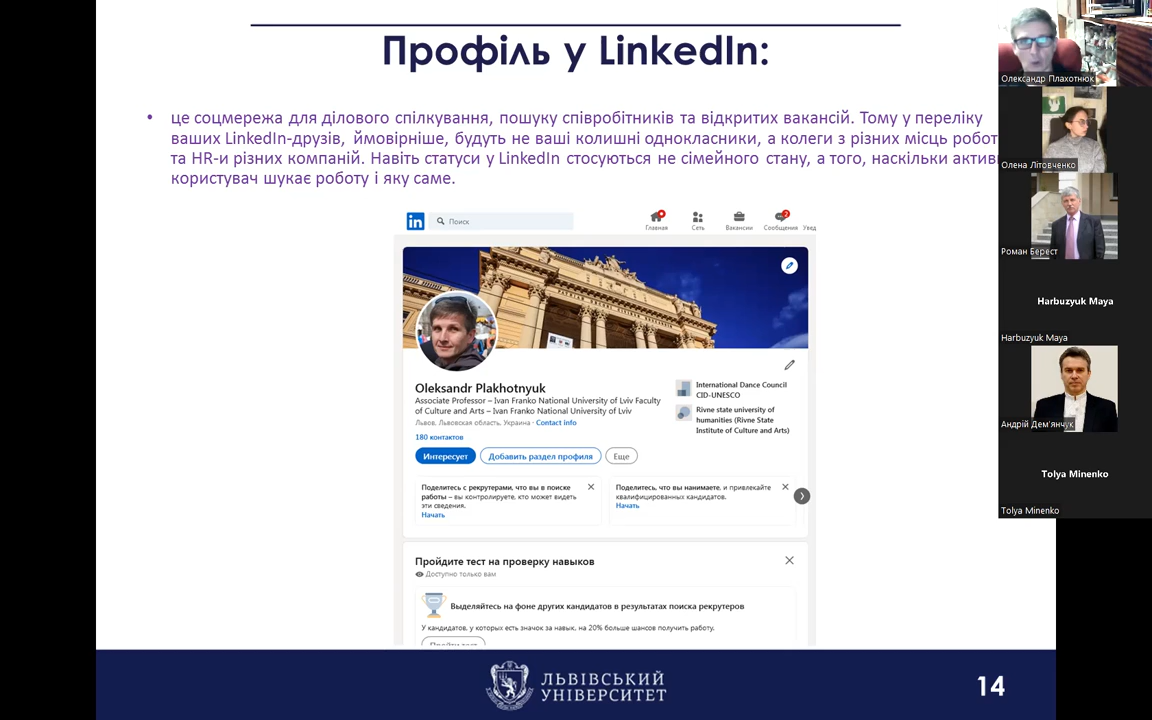 Профіль у LinkedIn:
• це соцмережа для ділового спілкування, пошуку співробітників та відкритих вакансій. Тому у переліку
ваших LinkedIn-друзів, ймовірніше, будуть не ваші колишні однокласники, а колеги з різних місць
та HR-и різних компаній. Навіть статуси у LinkedIn стосуються не сімейного стану, а того, наскільки
користувач шукає роботу і яку саме.
in Поиск
Главная Сеть Вакансии Сообщения 2 Увед
Oleksandr Plakhotnyuk
Associate Professor – Ivan Franko National University of Lviv Faculty
of Culture and Arts – Ivan Franko National University of Lviv
Львов, Львовская область, Украина · Contact info
180 контактов
International Dance Council
CID-UNESCO
Rivne state university of
humanities (Rivne State
Institute of Culture and Arts)
Интересует Добавить раздел профиля Еще
Поделитесь с рекрутерами, что вы в поиске
работы – вы контролируете, кто может видеть
эти сведения.
Начать
Поделитесь, что вы нанимаете, и привлекайте
квалифицированных кандидатов.
Начать
Пройдите тест на проверку навыков
Доступно только вам
Выделяйтесь на фоне других кандидатов в результатах поиска рекрутеров
У кандидатов, у которых есть значок за навык, на 20% больше шансов получить работу.
ЛЬВІВСЬКИЙ
УНІВЕРСИТЕТ
14
Олександр Плахотнюк
Олена Літовченко
Роман Берест
Harbuzyuk Maya
Harbuzyuk Maya
Андрій Дем'янчук
Tolya Minenko
Tolya Minenko